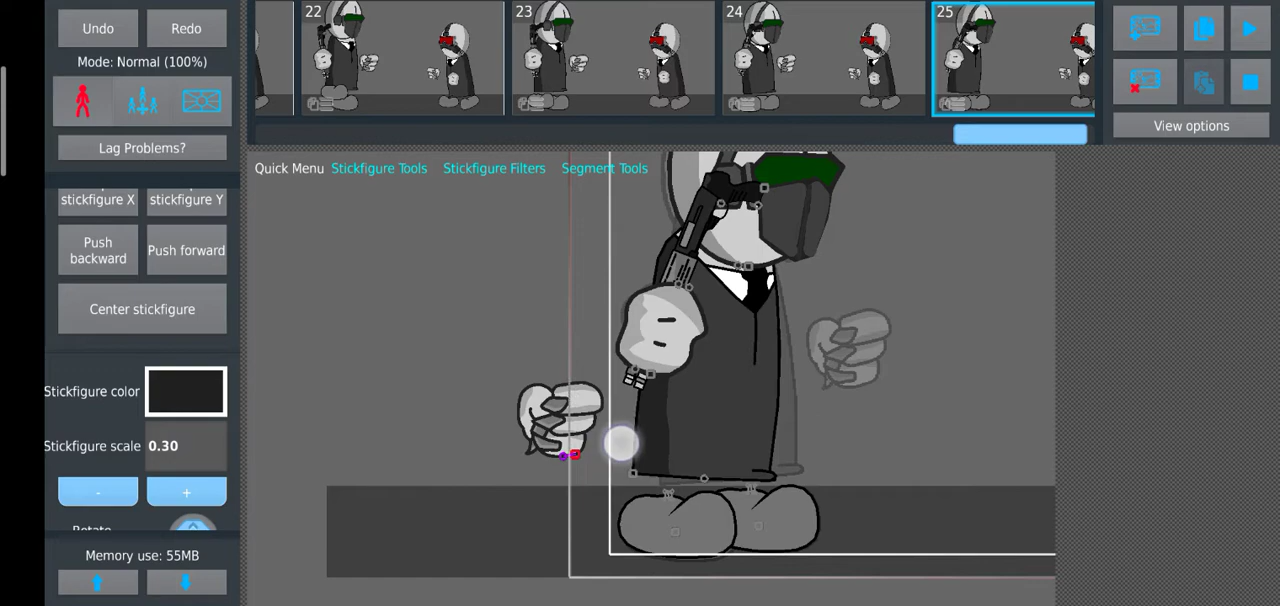 Undo
Redo
Mode: Normal (100%)
Lag Problems?
stickfigure X
stickfigure Y
Push backward
Push forward
Center stickfigure
Stickfigure color
Stickfigure scale
0.30
-
+
Rotate
Memory use: 55MB
22
23
24
25
View options
Quick Menu
Stickfigure Tools
Stickfigure Filters
Segment Tools